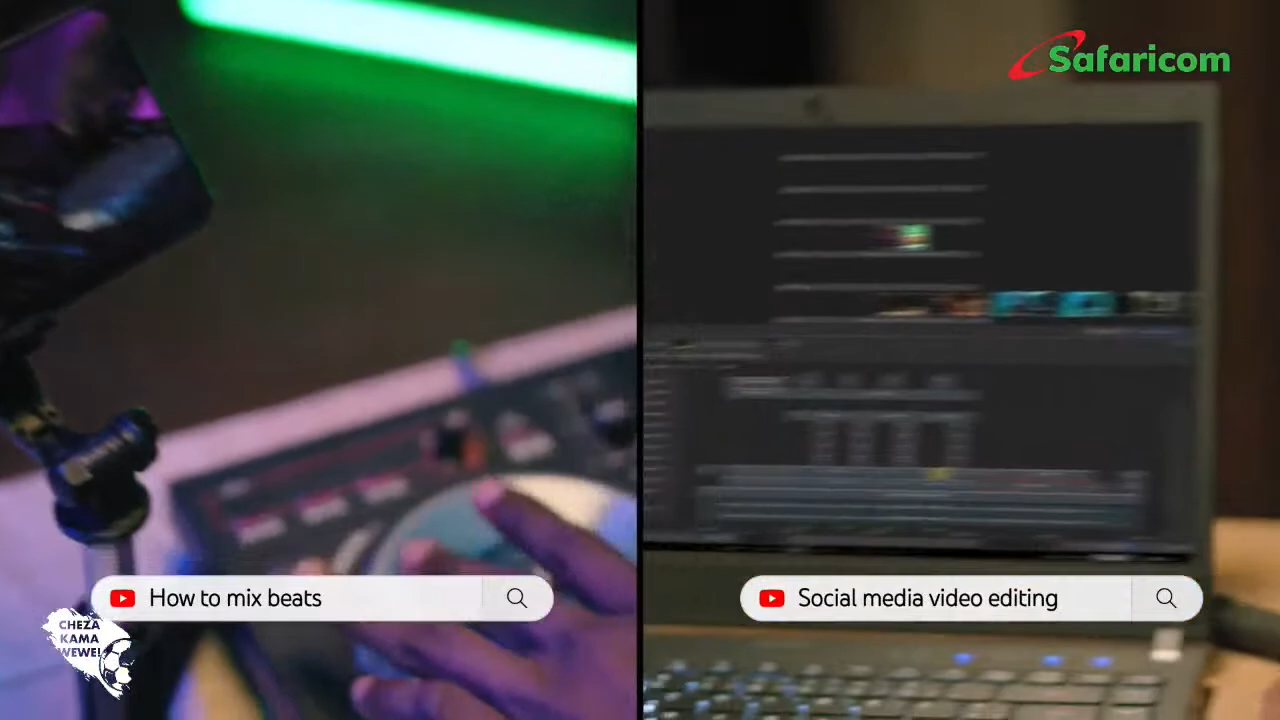 Safaricom
How to mix beats
Social media video editing
CHEZA
KAMA
WEWE!